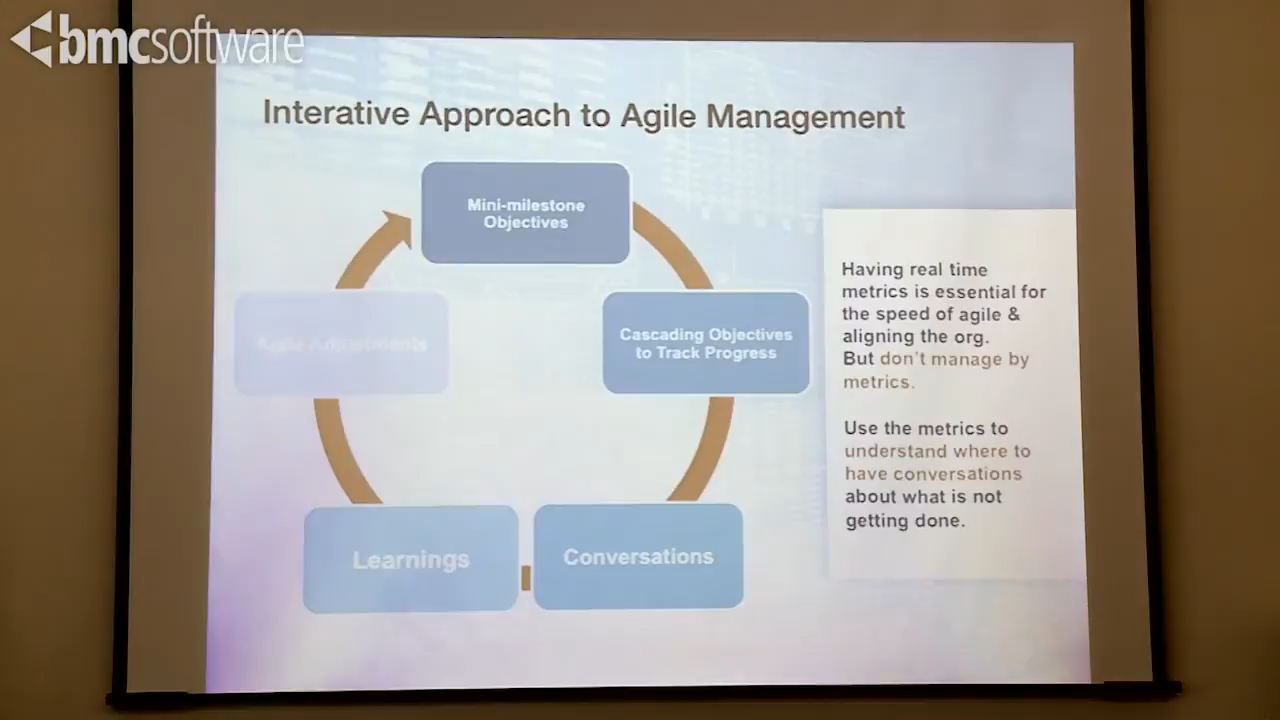 bmcsoftware
Interative Approach to Agile Management
Mini-milestone
Objectives
Cascading Objectives
to Track Progress
Conversations
Learnings
Agile Adjustments
Having real time
metrics is essential for
the speed of agile &
aligning the org.
But don't manage by
metrics.
Use the metrics to
understand where to
have conversations
about what is not
getting done.